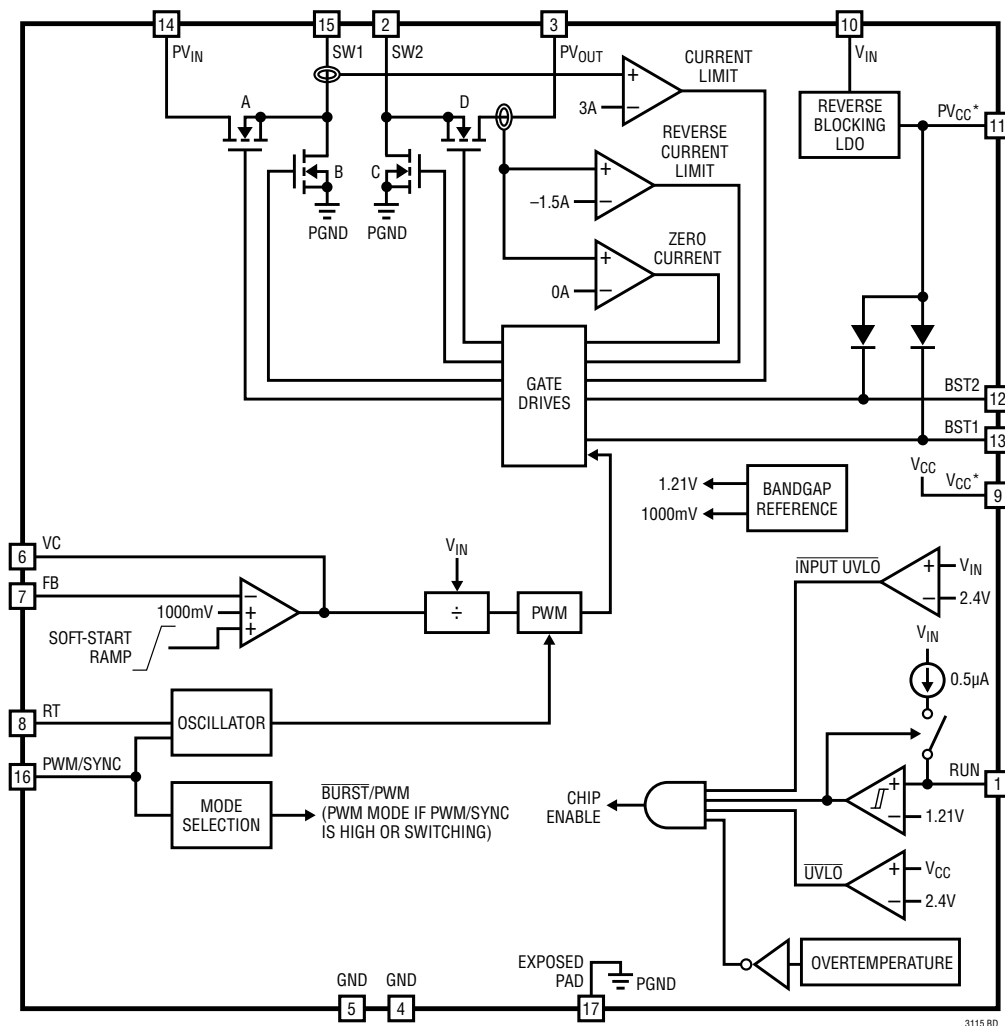 14
15
2
3
10
PVIN
SW1
SW2
PVOUT
VIN
CURRENT
LIMIT
+
3A
−
A
D
REVERSE
BLOCKING
LDO
PVCC*
11
B
C
REVERSE
CURRENT
LIMIT
+
–1.5A
−
PGND
PGND
ZERO
CURRENT
+
0A
−
GATE
DRIVES
BST2
12
BST1
13
VCC
VCC*
9
1.21V
1000mV
BANDGAP
REFERENCE
6
VC
7
FB
VIN
−
1000mV
+
+
SOFT-START
RAMP
÷
PWM
INPUT UVLO
+
VIN
−
2.4V
VIN
0.5µA
8
RT
OSCILLATOR
16
PWM/SYNC
RUN
1
MODE
SELECTION
BURST/PWM
(PWM MODE IF PWM/SYNC
IS HIGH OR SWITCHING)
CHIP
ENABLE
+
−
1.21V
UVLO
+
VCC
−
2.4V
OVERTEMPERATURE
GND
GND
EXPOSED
PAD
PGND
5
4
17
3115 BD